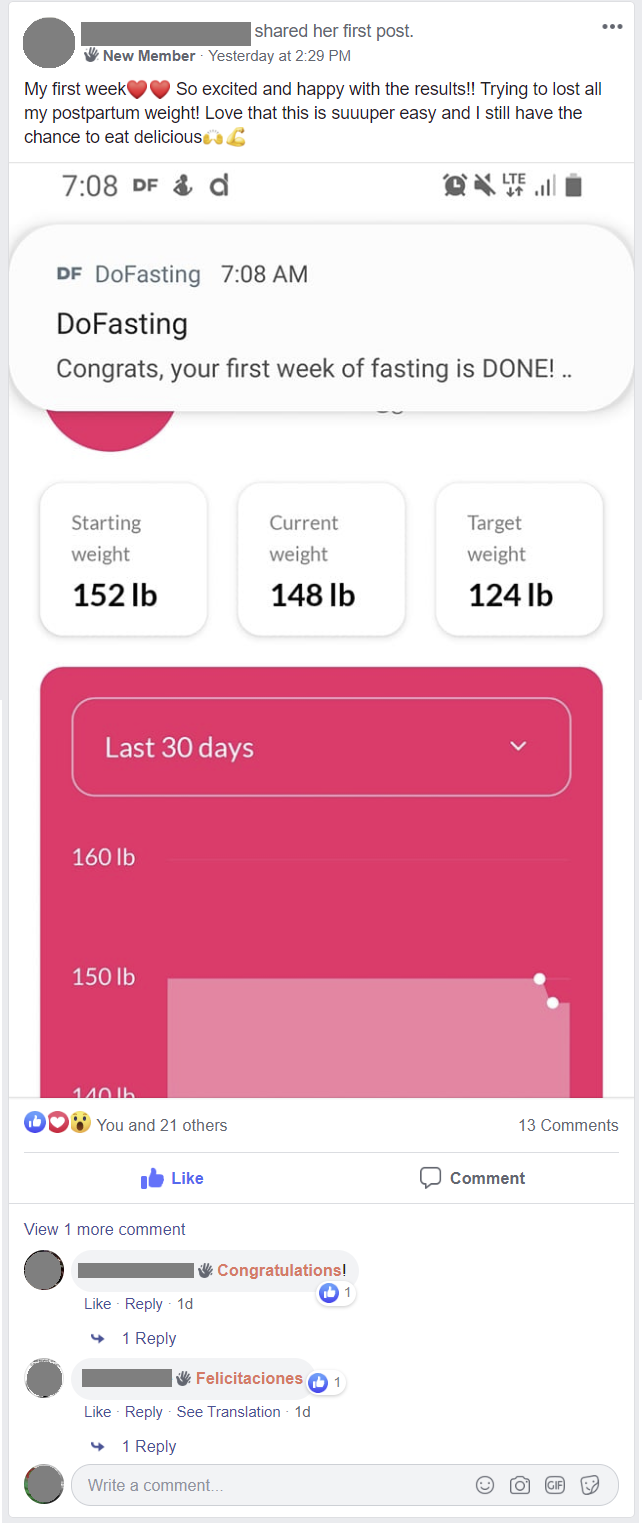 shared her first post.
New Member · Yesterday at 2:29 PM
My first week❤️❤️ So excited and happy with the results!! Trying to lost all
my postpartum weight! Love that this is suuuper easy and I still have the
chance to eat delicious🙌💪
7:08 DF d LTE
DF DoFasting 7:08 AM
DoFasting
Congrats, your first week of fasting is DONE! ..
Starting weight
152 lb
Current weight
148 lb
Target weight
124 lb
Last 30 days
160 lb
150 lb
140 lb
You and 21 others 13 Comments
Like Comment
View 1 more comment
Congratulations!
1
Like · Reply · 1d
1 Reply
Felicitaciones
1
Like · Reply · See Translation · 1d
1 Reply
Write a comment... GIF